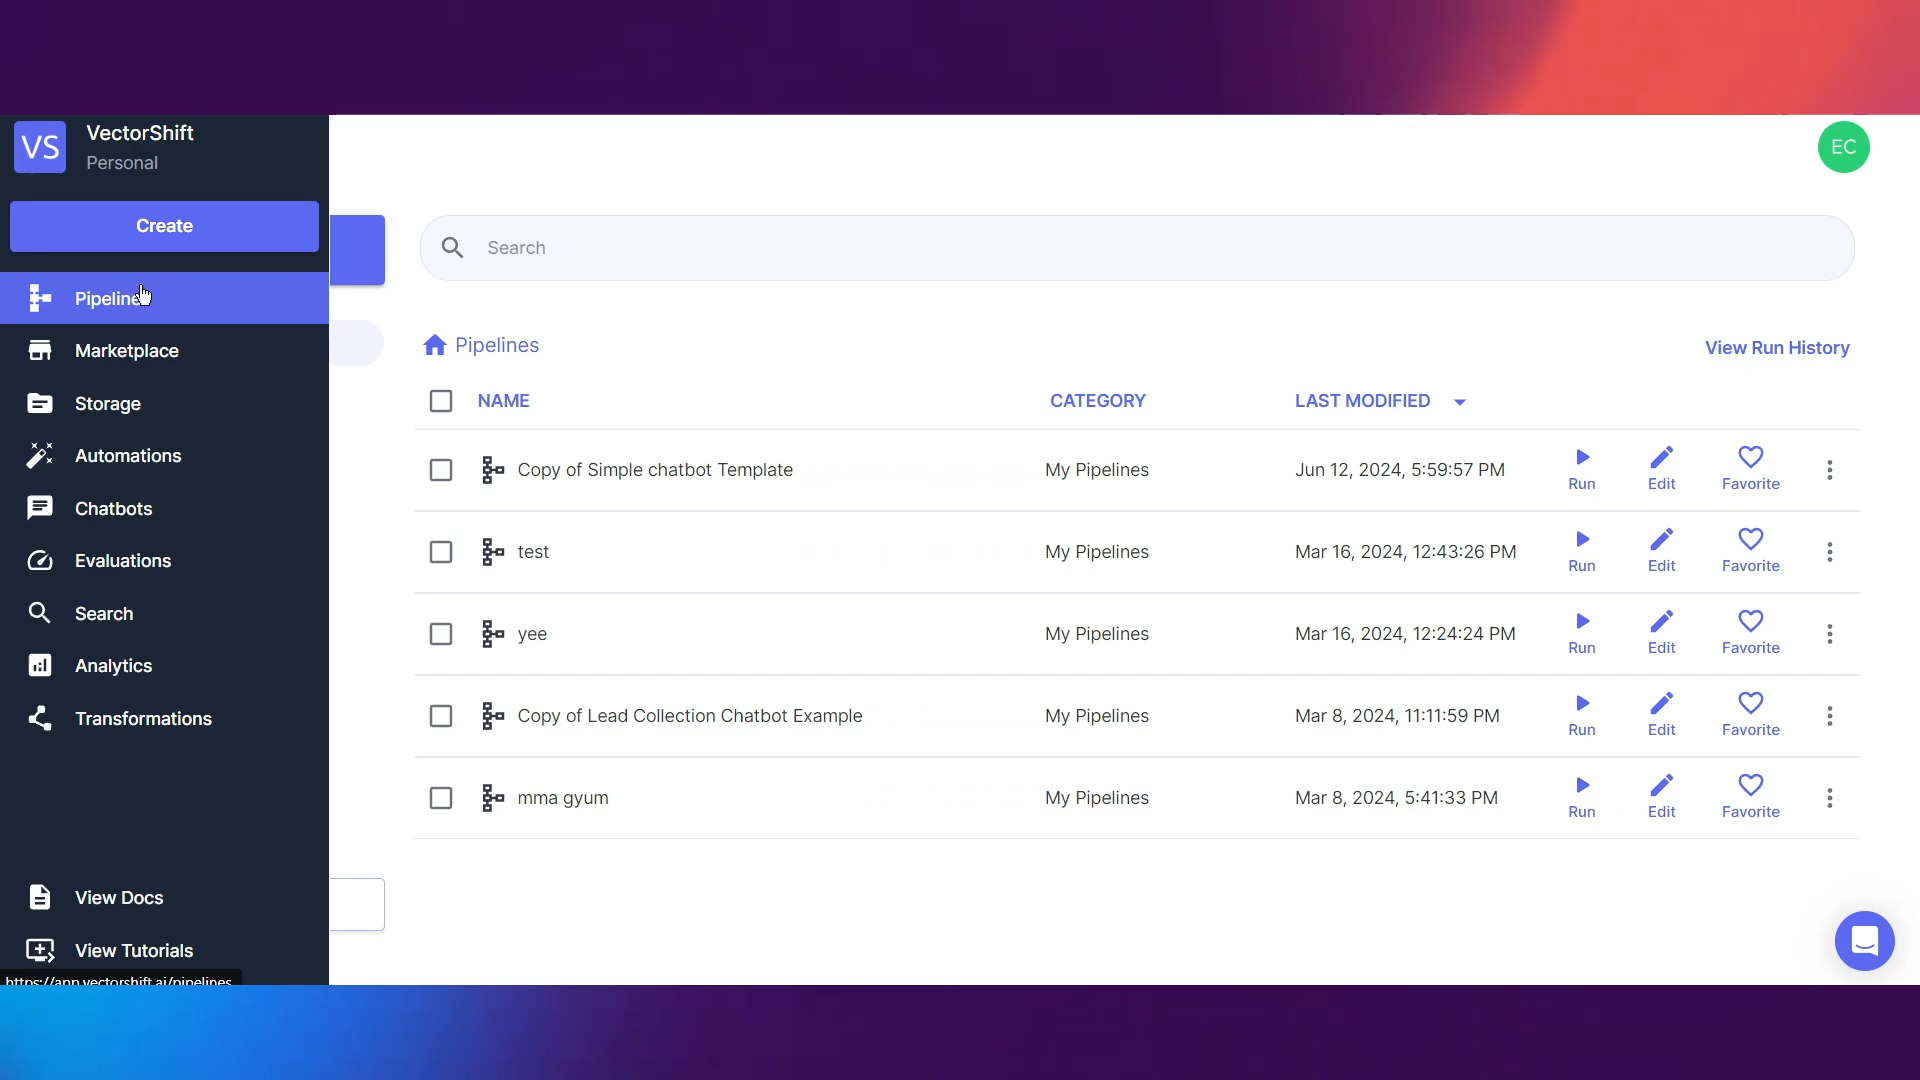 VS
VectorShift
Personal
EC
Create
Search
Pipeline
Marketplace
Storage
Automations
Chatbots
Evaluations
Search
Analytics
Transformations
View Docs
View Tutorials
https://app.vectorshift.ai/pipelines
Pipelines
View Run History
NAME CATEGORY LAST MODIFIED
Copy of Simple chatbot Template My Pipelines Jun 12, 2024, 5:59:57 PM Run Edit Favorite
test My Pipelines Mar 16, 2024, 12:43:26 PM Run Edit Favorite
yee My Pipelines Mar 16, 2024, 12:24:24 PM Run Edit Favorite
Copy of Lead Collection Chatbot Example My Pipelines Mar 8, 2024, 11:11:59 PM Run Edit Favorite
mma gyum My Pipelines Mar 8, 2024, 5:41:33 PM Run Edit Favorite